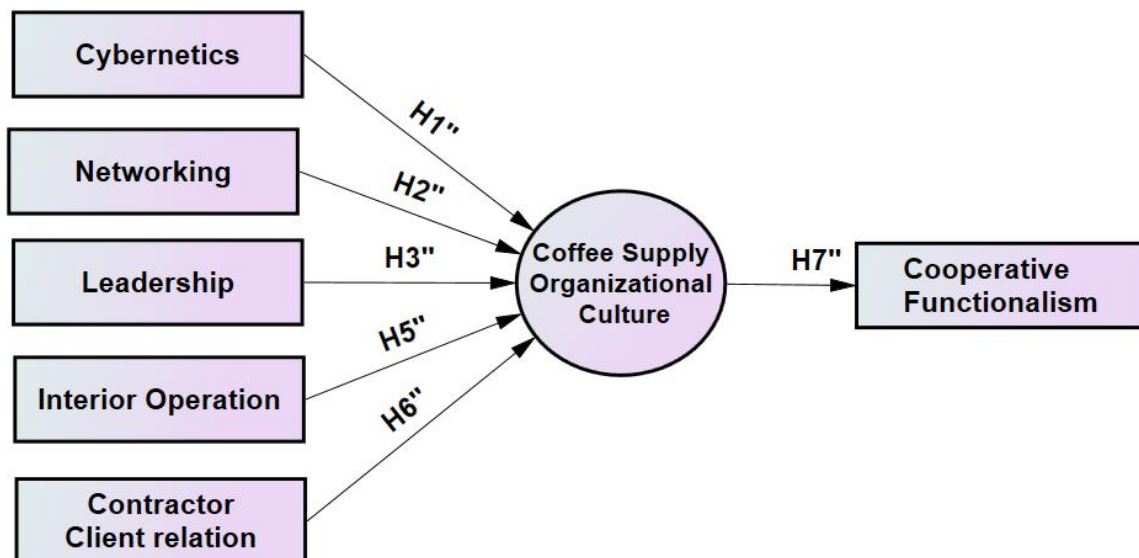 Cybernetics
H1"
Networking
H2"
Leadership
H3"
Interior Operation
H5"
Contractor
Client relation
H6"
Coffee Supply
Organizational
Culture
H7"
Cooperative
Functionalism